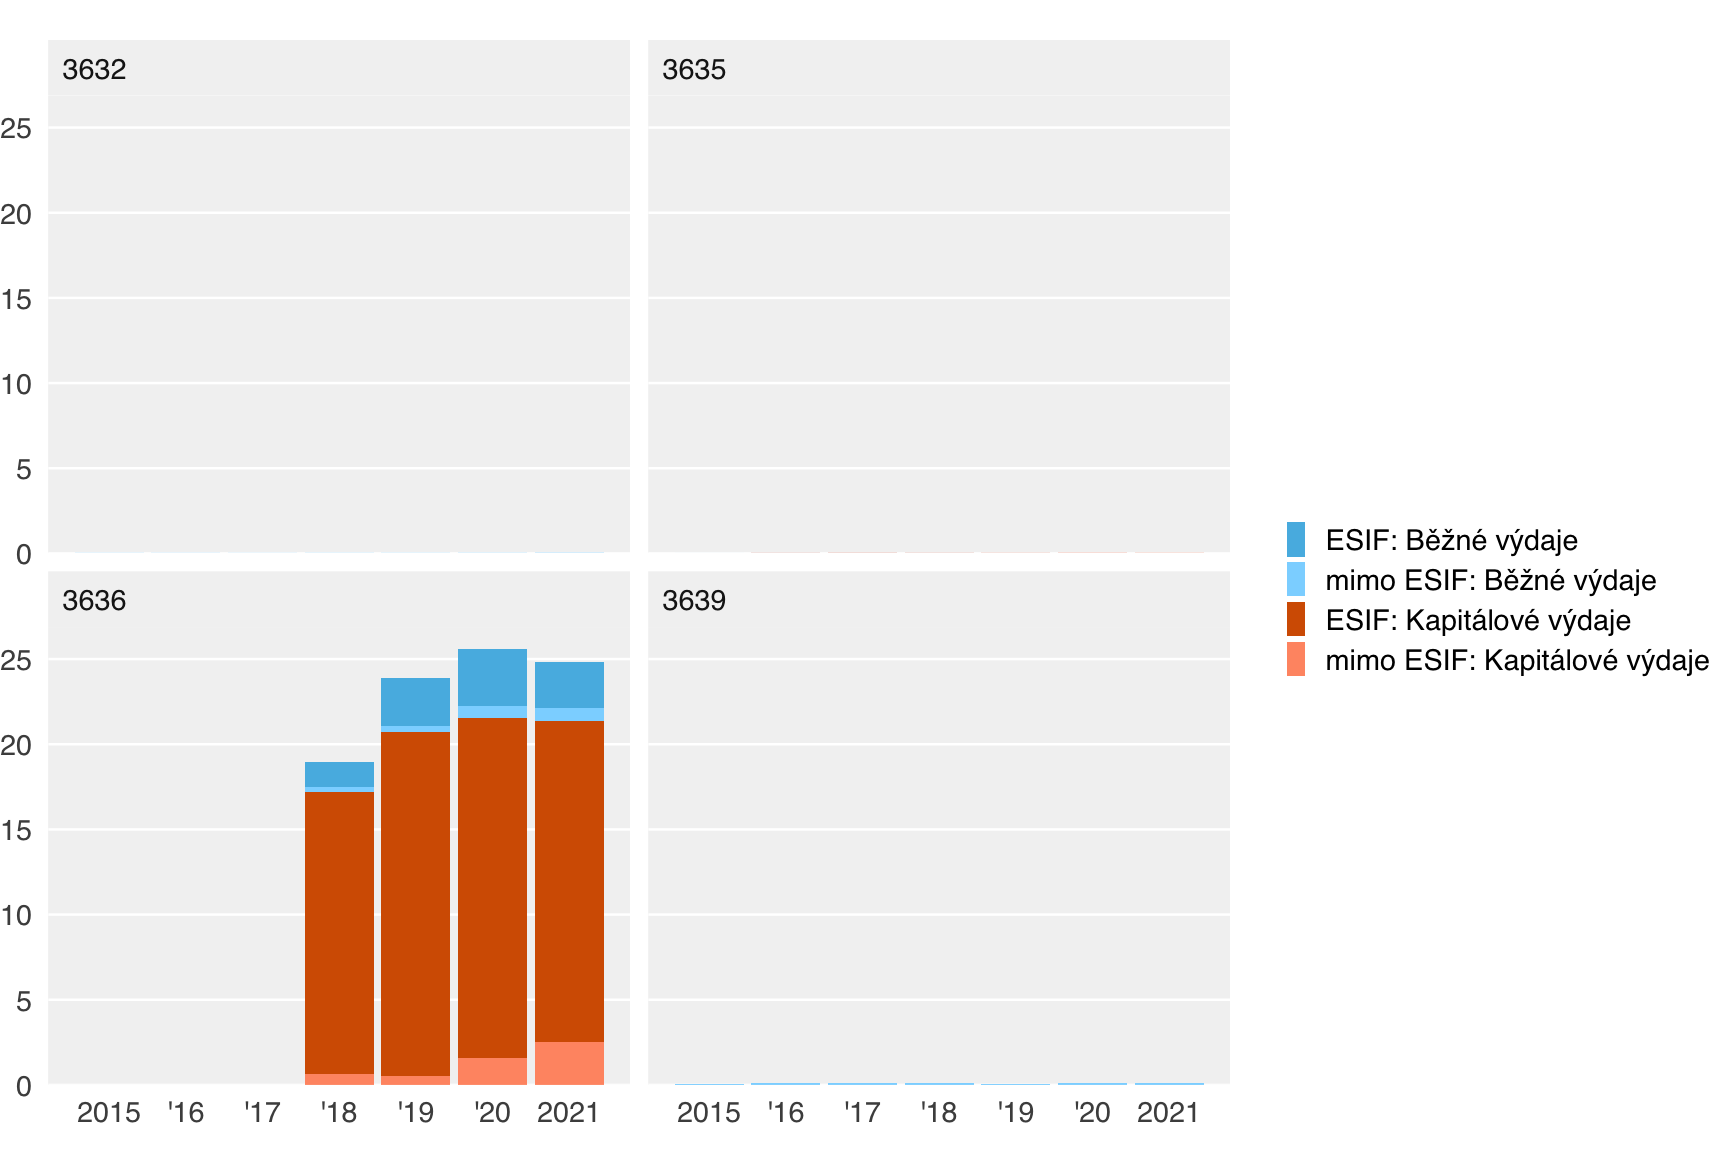 3632
3635
25
20
15
10
5
0
3636
3639
25
20
15
10
5
0
2015 '16 '17 '18 '19 '20 2021
2015 '16 '17 '18 '19 '20 2021
ESIF: Běžné výdaje
mimo ESIF: Běžné výdaje
ESIF: Kapitálové výdaje
mimo ESIF: Kapitálové výdaje